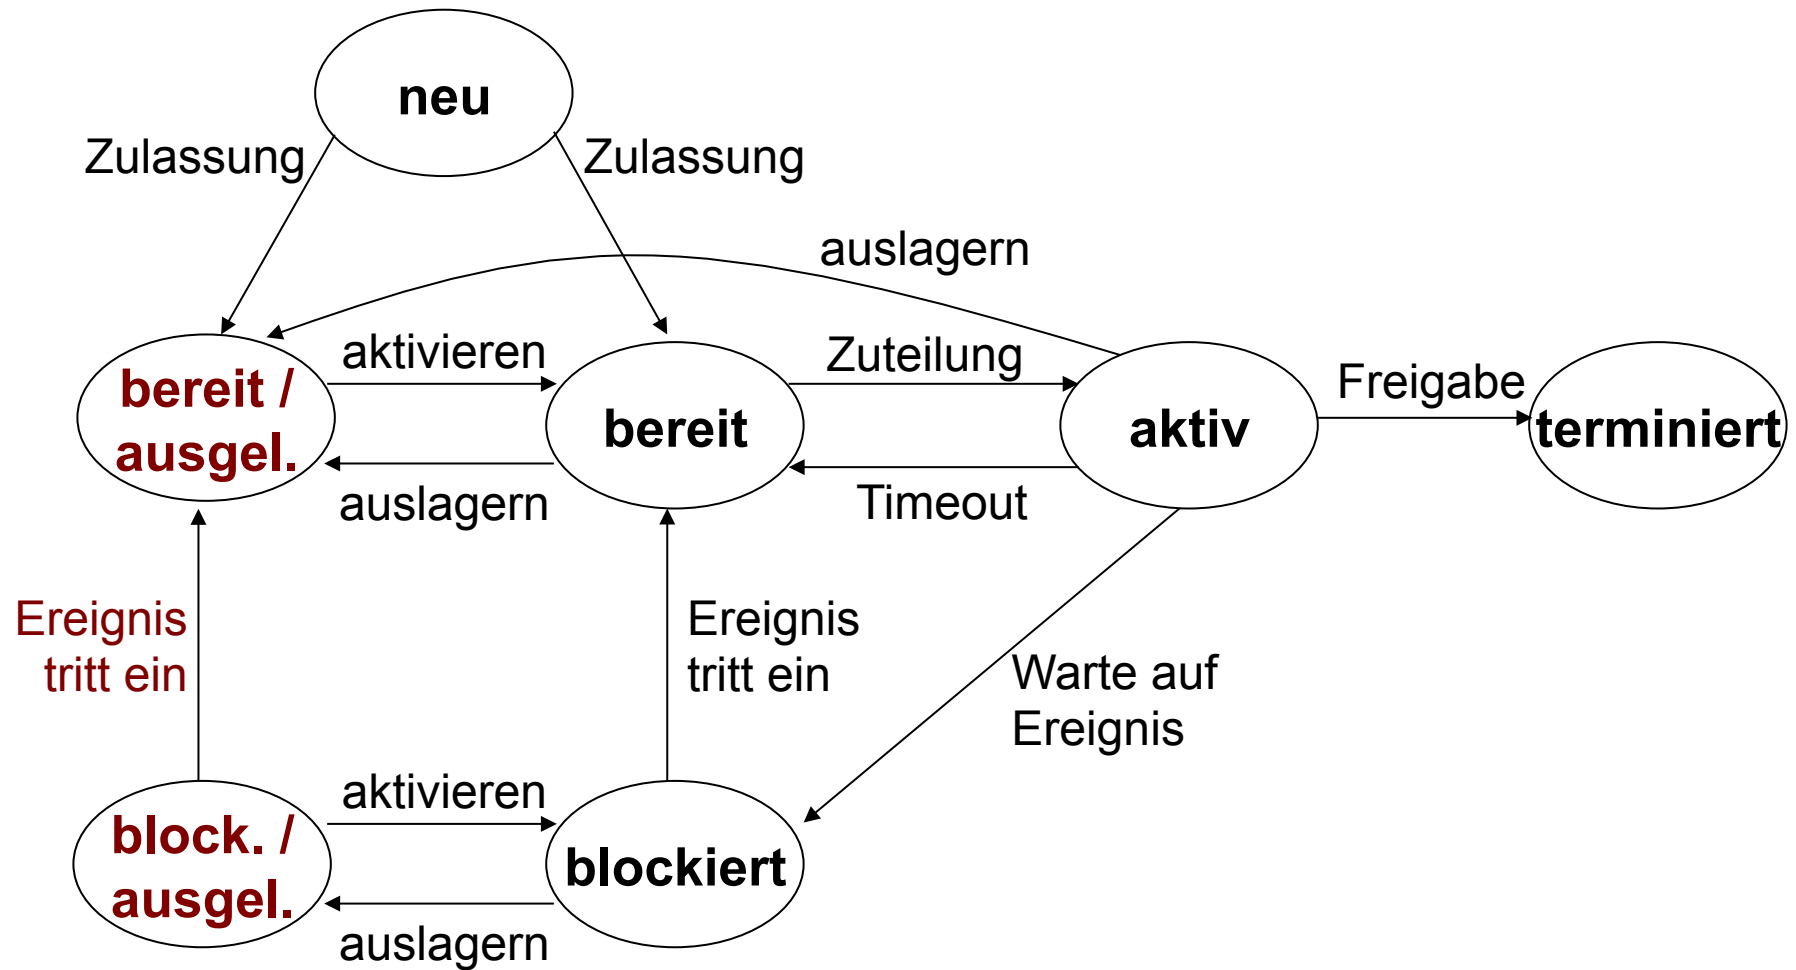 neu
Zulassung
Zulassung
auslagern
aktivieren
Zuteilung
Freigabe
bereit /
ausgel.
bereit
aktiv
terminiert
auslagern
Timeout
Ereignis
tritt ein
Ereignis
tritt ein
Warte auf
Ereignis
aktivieren
block. /
ausgel.
blockiert
auslagern